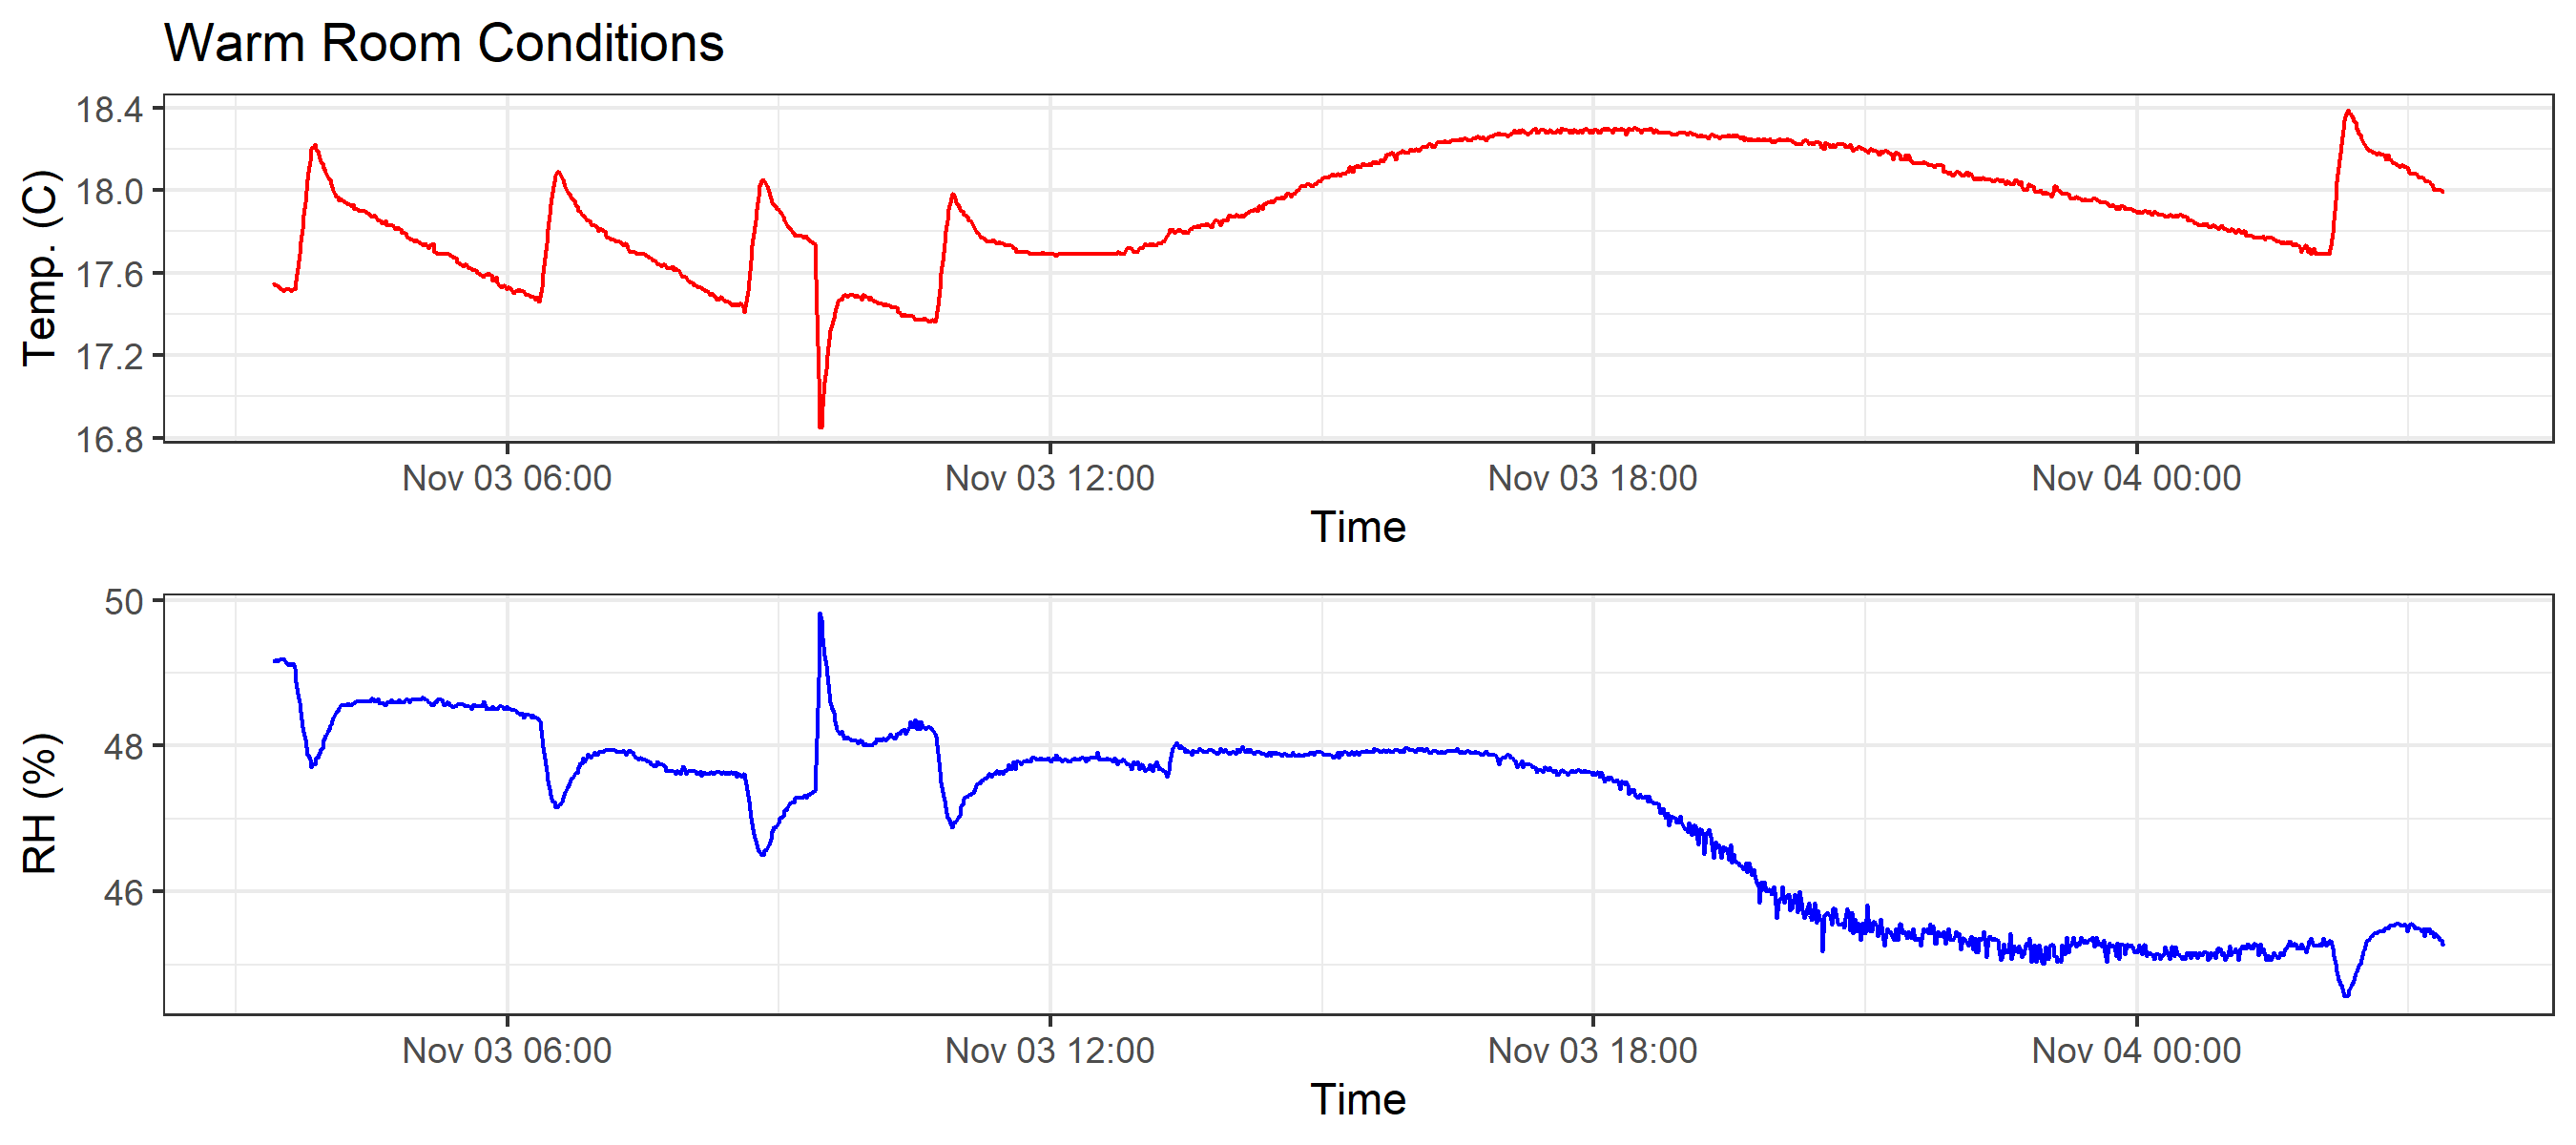 Warm Room Conditions
Temp. (C)
18.4
18.0
17.6
17.2
16.8
Nov 03 06:00 Nov 03 12:00 Nov 03 18:00 Nov 04 00:00
Time
RH (%)
50
48
46
Nov 03 06:00 Nov 03 12:00 Nov 03 18:00 Nov 04 00:00
Time